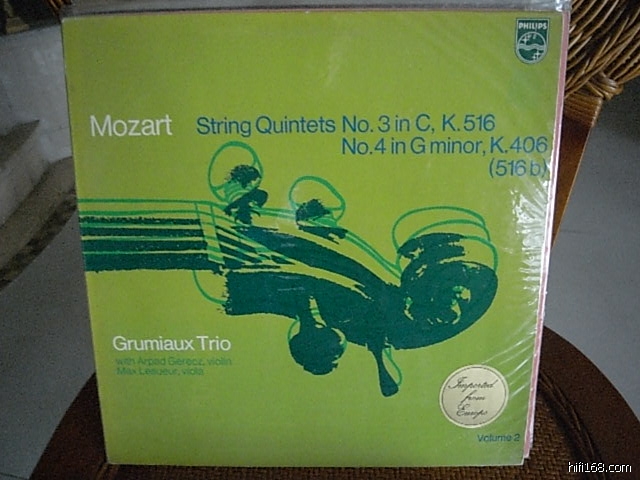 PHILIPS
Mozart String Quintets No. 3 in C, K. 516
No. 4 in G minor, K. 406
(516 b)
Grumiaux Trio
with Arpad Gerecz, violin
Max Lesueur, viola
Imported
from
Europe
Volume 2
hifi168.com